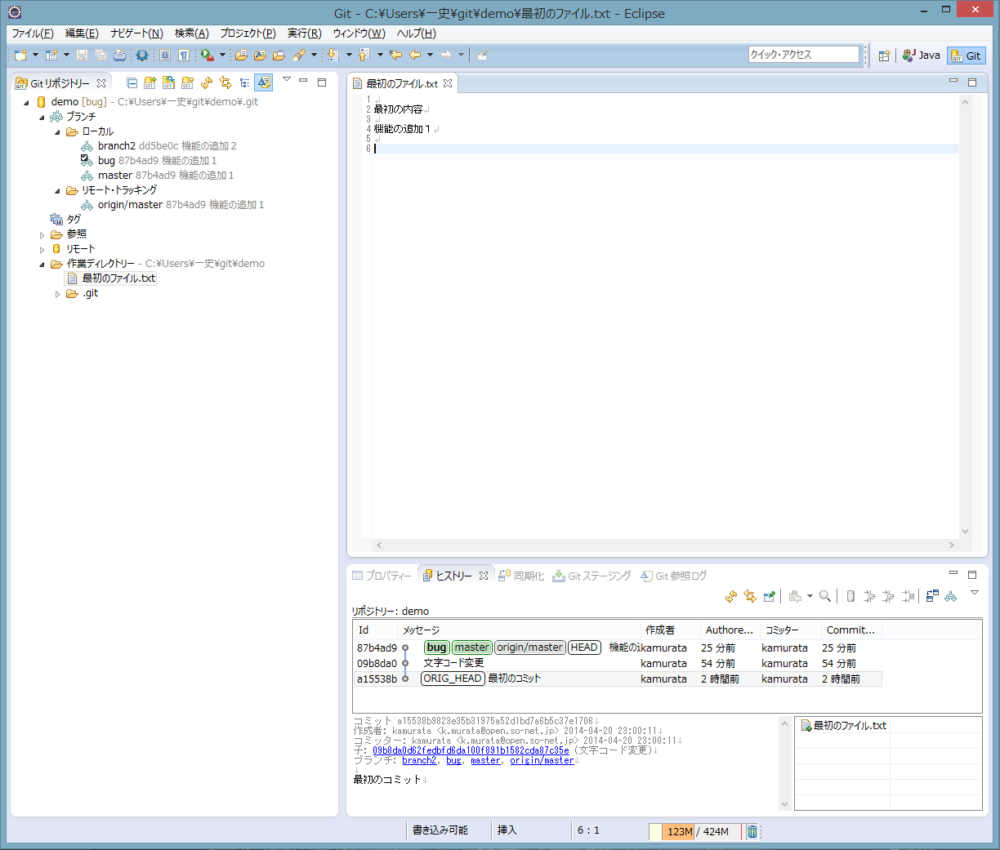 Git - C:¥Users¥一史¥git¥demo¥最初のファイル.txt - Eclipse
ファイル(F) 編集(E) ナビゲート(N) 検索(A) プロジェクト(P) 実行(R) ウィンドウ(W) ヘルプ(H)
クイック・アクセス Java Git
Git リポジトリー
demo [bug] - C:¥Users¥一史¥git¥demo¥.git
ブランチ
ローカル
branch2 dd5be0c 機能の追加２
bug 87b4ad9 機能の追加１
master 87b4ad9 機能の追加１
リモート・トラッキング
origin/master 87b4ad9 機能の追加１
タグ
参照
リモート
作業ディレクトリー - C:¥Users¥一史¥git¥demo
最初のファイル.txt
.git
最初のファイル.txt
1
2 最初の内容
3
4 機能の追加１
5
6
プロパティー ヒストリー 同期化 Git ステージング Git 参照ログ
リポジトリー: demo
Id メッセージ 作成者 Authore... コミッター Commit...
87b4ad9 bug master origin/master HEAD 機能の kamurata 25 分前 kamurata 25 分前
09b8da0 文字コード変更 kamurata 54 分前 kamurata 54 分前
a15538b ORIG_HEAD 最初のコミット kamurata 2 時間前 kamurata 2 時間前
コミット a15538b9823e35b31975a52d1bd7a6b5c37e1706
作成者: kamurata <k.murata@open.so-net.jp> 2014-04-20 23:00:11
コミッター: kamurata <k.murata@open.so-net.jp> 2014-04-20 23:00:11
子: 09b8da0d62fedbfd6da100f891b1582cda87c35e (文字コード変更)
ブランチ: branch2, bug, master, origin/master
最初のコミット
最初のファイル.txt
書き込み可能 挿入 6 : 1 123M / 424M